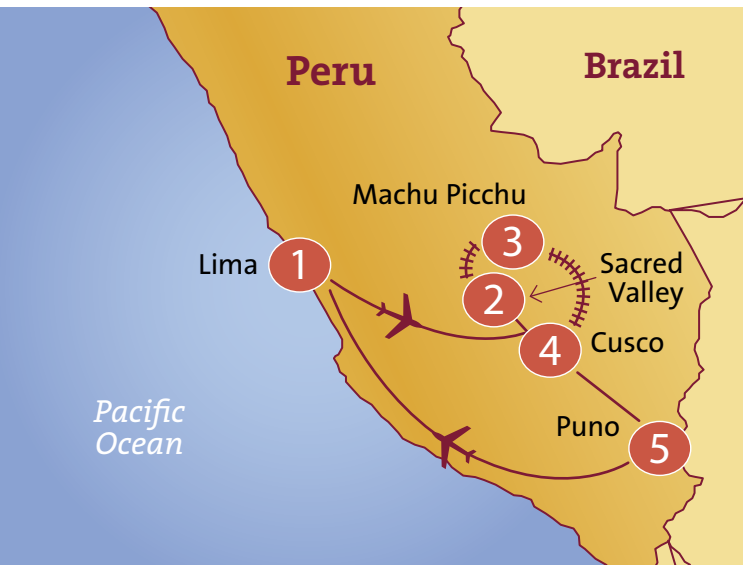 Peru
Brazil
Machu Picchu
3
Lima
1
Sacred
Valley
2
4
Cusco
Pacific
Ocean
Puno
5